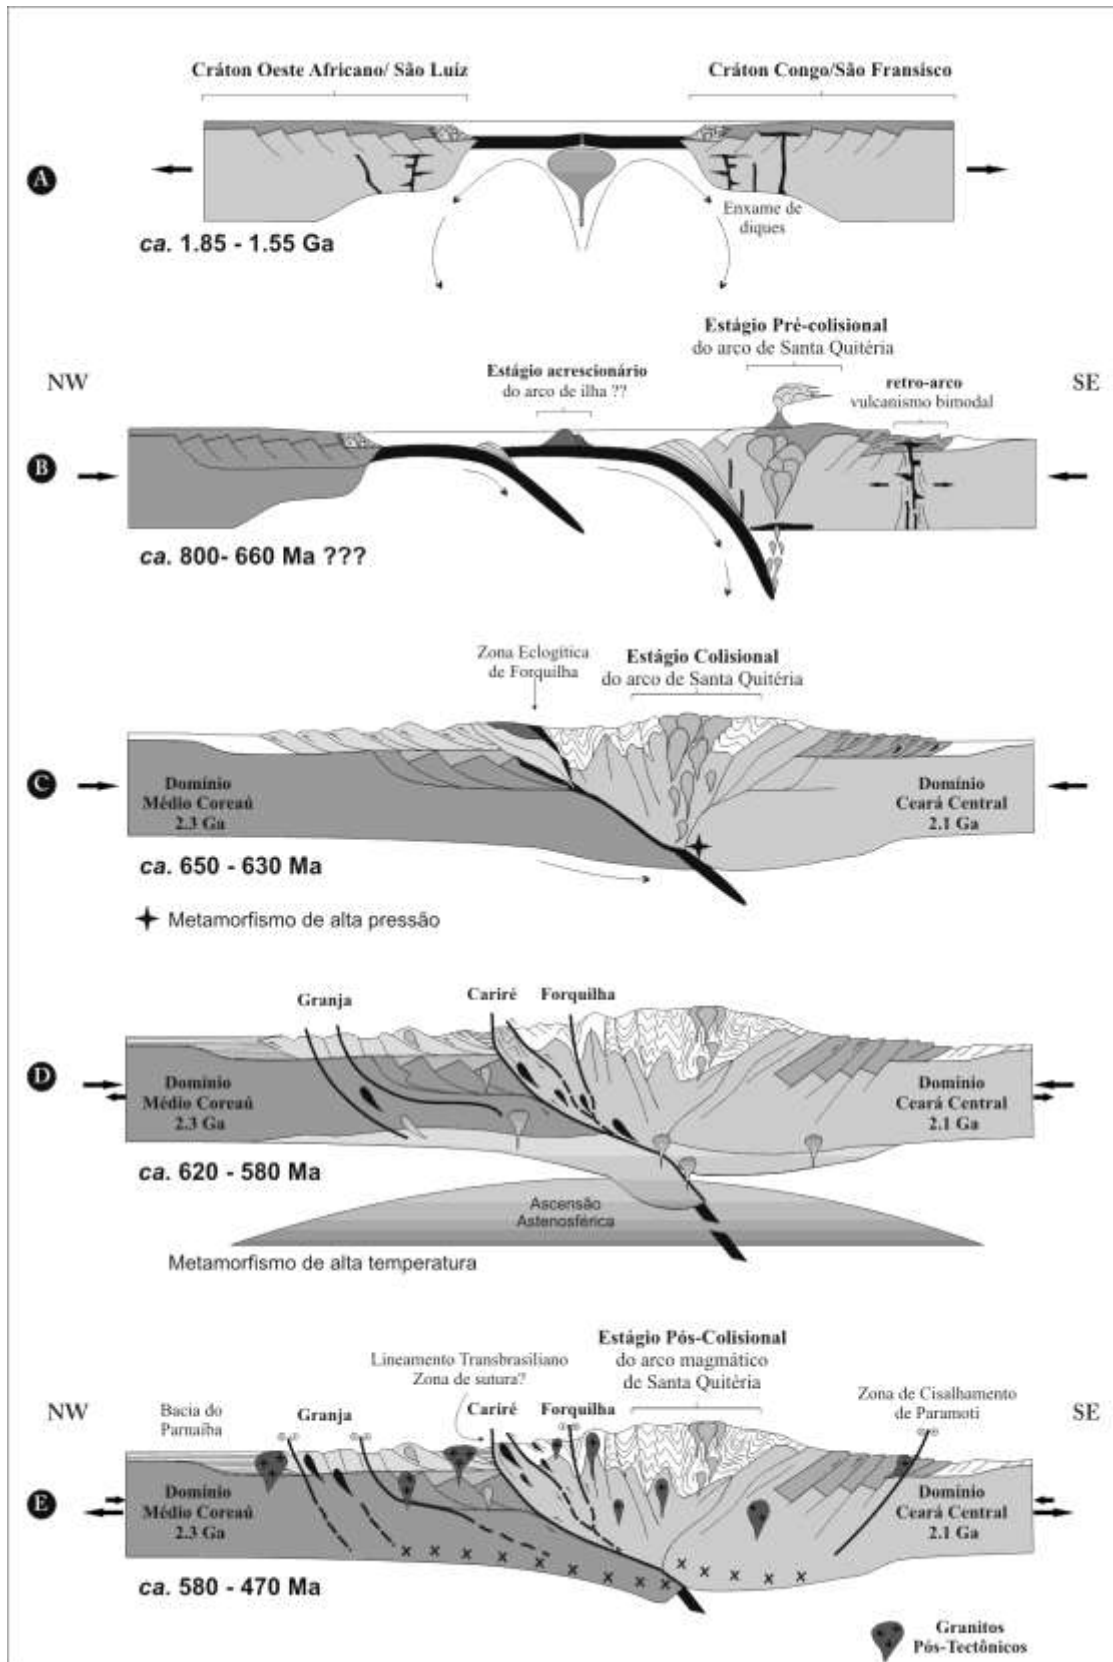 Cráton Oeste Africano/ São Luiz
Cráton Congo/São Fransisco
A
Enxame de
diques
ca. 1.85 - 1.55 Ga
Estágio Pré-colisional
do arco de Santa Quitéria
NW
Estágio acrescionário
do arco de ilha ??
retro-arco
vulcanismo bimodal
SE
B
ca. 800- 660 Ma ???
Zona Eclogítica
de Forquilha
Estágio Colisional
do arco de Santa Quitéria
C
Domínio
Médio Coreaú
2.3 Ga
Domínio
Ceará Central
2.1 Ga
ca. 650 - 630 Ma
Metamorfismo de alta pressão
Granja
Cariré
Forquilha
D
Domínio
Médio Coreaú
2.3 Ga
Domínio
Ceará Central
2.1 Ga
ca. 620 - 580 Ma
Ascensão
Astenosférica
Metamorfismo de alta temperatura
Estágio Pós-Colisional
do arco magmático
de Santa Quitéria
Lineamento Transbrasiliano
Zona de sutura?
NW
Bacia do
Parnaíba
Granja
Cariré
Forquilha
Zona de Cisalhamento
de Paramoti
SE
E
Domínio
Médio Coreaú
2.3 Ga
Domínio
Ceará Central
2.1 Ga
ca. 580 - 470 Ma
Granitos
Pós-Tectônicos